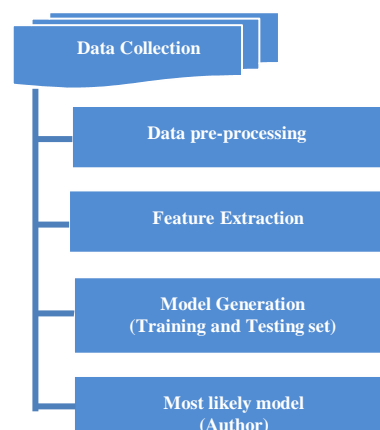 Data Collection
Data pre-processing
Feature Extraction
Model Generation
(Training and Testing set)
Most likely model
(Author)